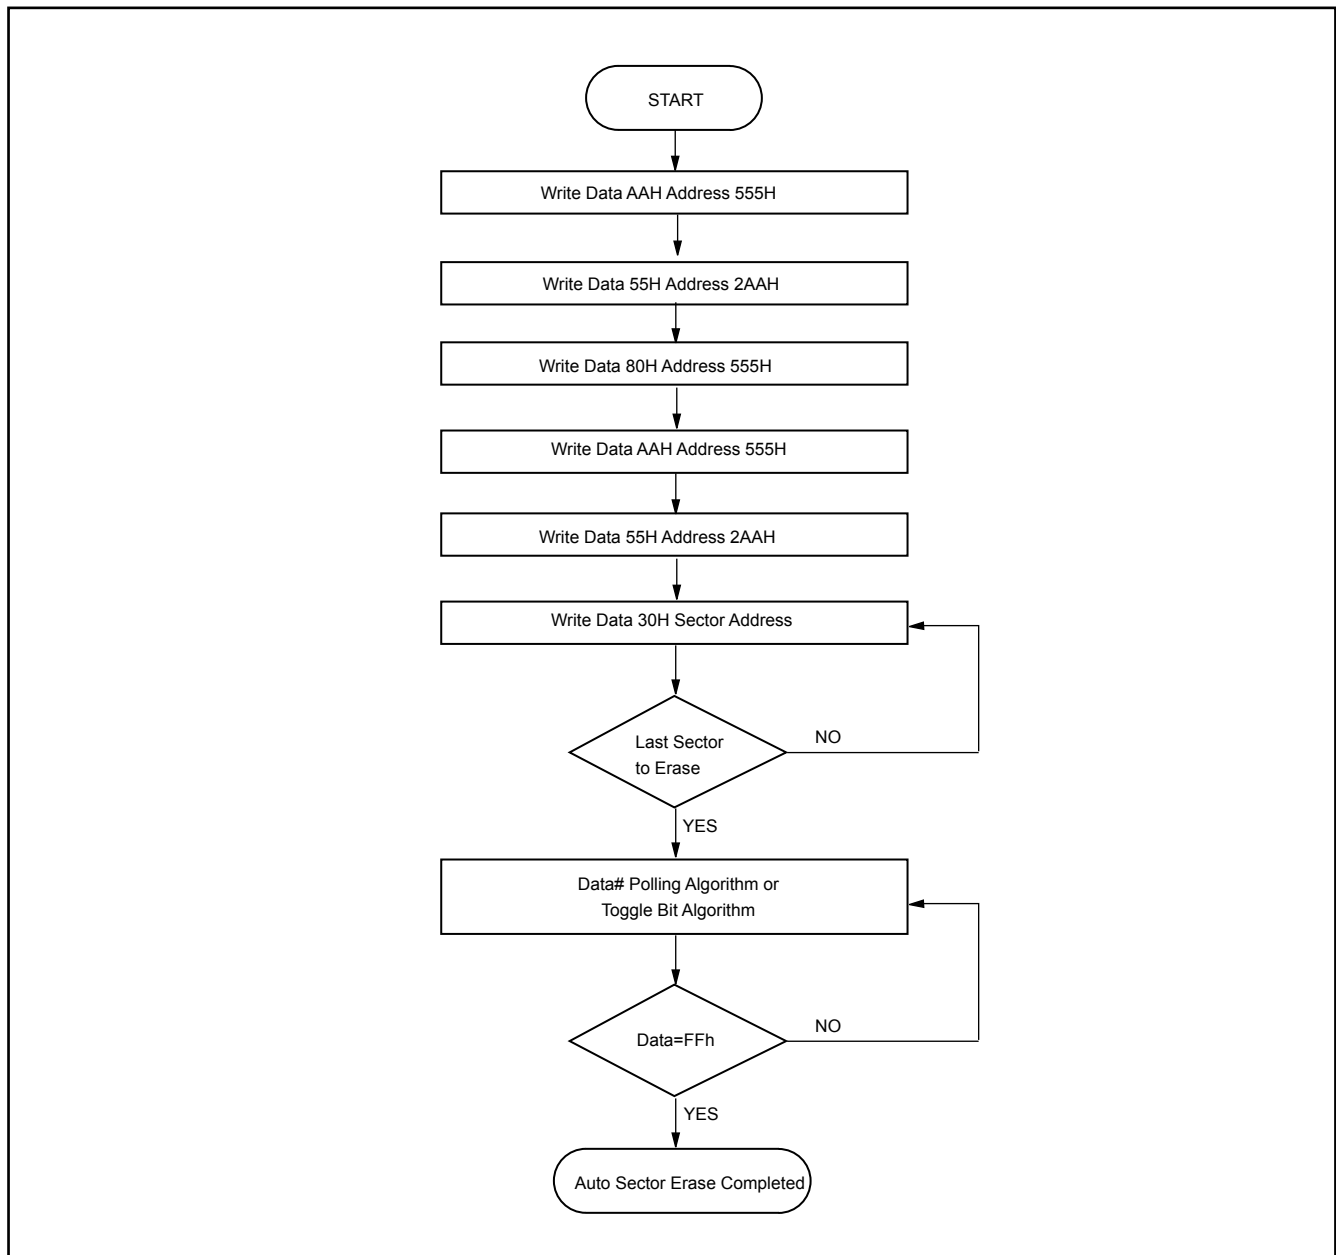 START
Write Data AAH Address 555H
Write Data 55H Address 2AAH
Write Data 80H Address 555H
Write Data AAH Address 555H
Write Data 55H Address 2AAH
Write Data 30H Sector Address
Last Sector
to Erase
NO
YES
Data# Polling Algorithm or
Toggle Bit Algorithm
Data=FFh
NO
YES
Auto Sector Erase Completed